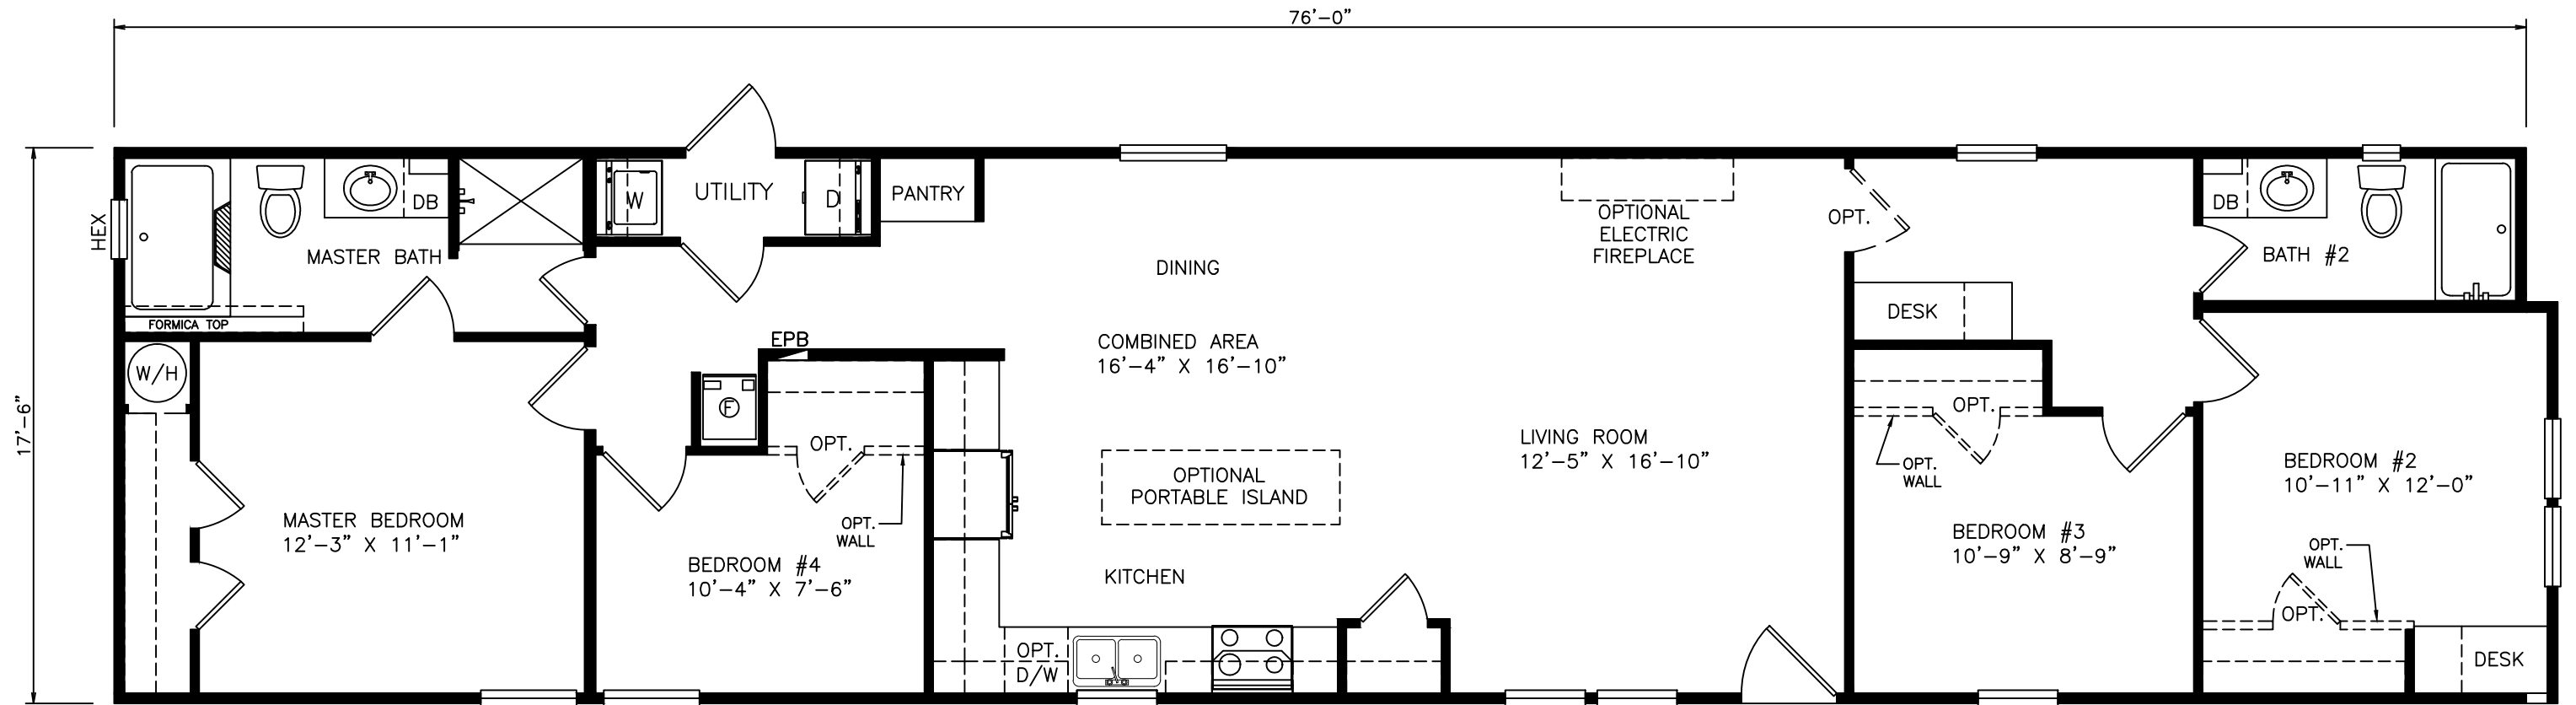 76'-0"
17'-6"
HEX
DB
MASTER BATH
FORMICA TOP
W
UTILITY
D
PANTRY
DINING
OPTIONAL
ELECTRIC
FIREPLACE
OPT.
DB
BATH #2
DESK
W/H
EPB
F
COMBINED AREA
16'-4" X 16'-10"
OPT.
OPT.
WALL
OPTIONAL
PORTABLE ISLAND
LIVING ROOM
12'-5" X 16'-10"
OPT.
OPT.
WALL
BEDROOM #2
10'-11" X 12'-0"
MASTER BEDROOM
12'-3" X 11'-1"
BEDROOM #4
10'-4" X 7'-6"
KITCHEN
BEDROOM #3
10'-9" X 8'-9"
OPT.
WALL
OPT.
OPT.
D/W
DESK